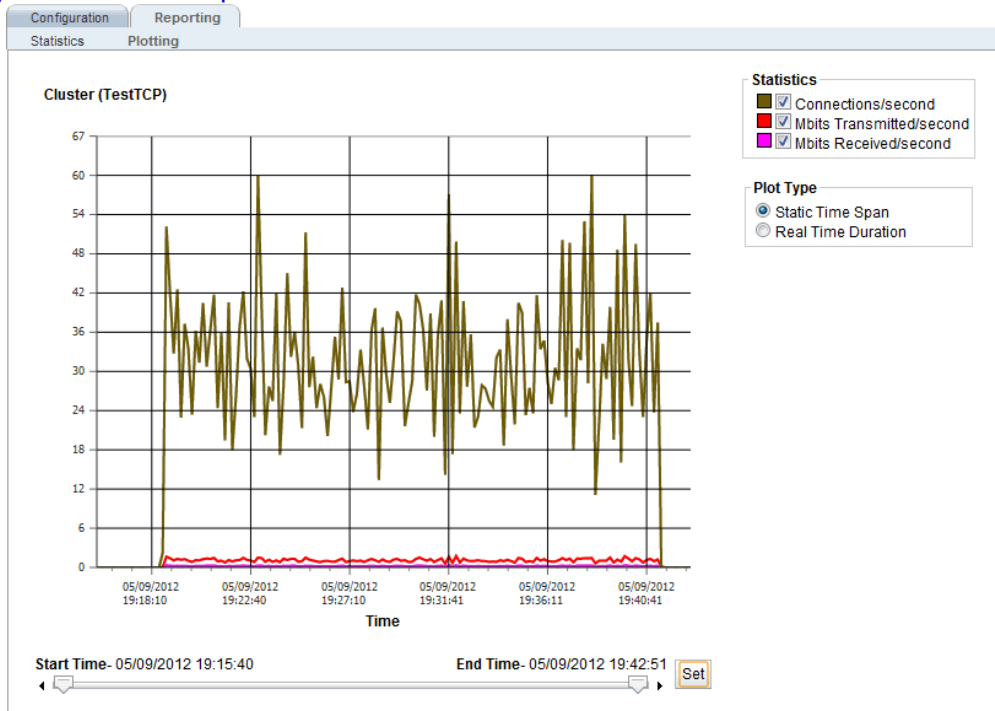 Configuration Reporting
Statistics Plotting
Cluster (TestTCP)
Statistics
Connections/second
Mbits Transmitted/second
Mbits Received/second
Plot Type
Static Time Span
Real Time Duration
67
60
54
48
42
36
30
24
18
12
6
0
05/09/2012 05/09/2012 05/09/2012 05/09/2012 05/09/2012 05/09/2012
19:18:10 19:22:40 19:27:10 19:31:41 19:36:11 19:40:41
Time
Start Time- 05/09/2012 19:15:40 End Time- 05/09/2012 19:42:51 Set